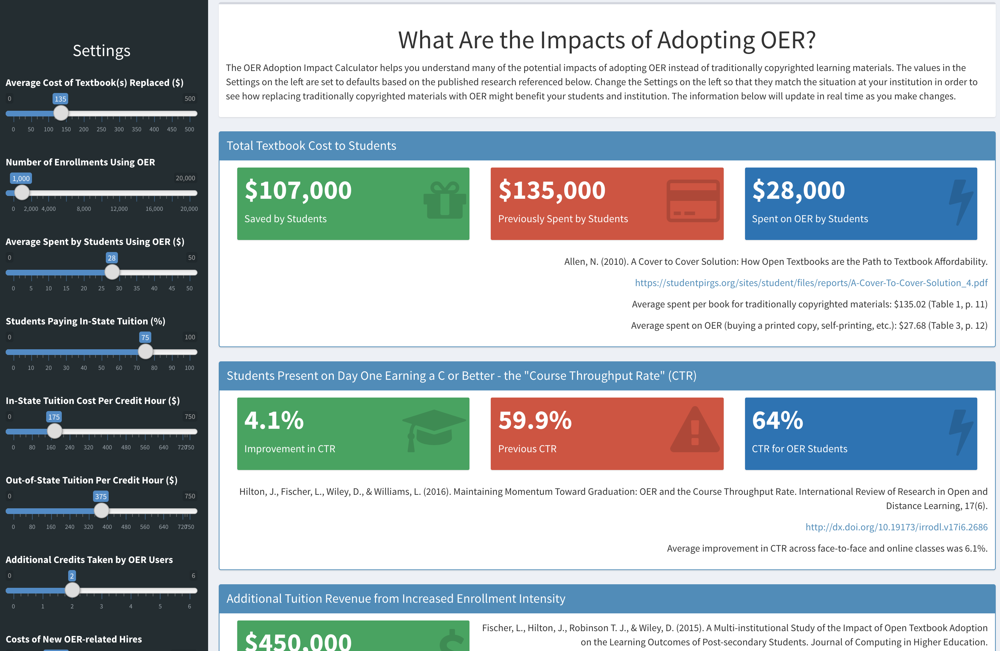 Settings
Average Cost of Textbook(s) Replaced ($)
0 135 500
0 50 100 150 200 250 300 350 400 450 500
Number of Enrollments Using OER
1,000 20,000
0 2,000 4,000 8,000 12,000 16,000 20,000
Average Spent by Students Using OER ($)
0 28 50
0 5 10 15 20 25 30 35 40 45 50
Students Paying In-State Tuition (%)
0 75 100
0 10 20 30 40 50 60 70 80 90 100
In-State Tuition Cost Per Credit Hour ($)
0 175 750
0 80 160 240 320 400 480 560 640 720 750
Out-of-State Tuition Per Credit Hour ($)
0 375 750
0 80 160 240 320 400 480 560 640 720 750
Additional Credits Taken by OER Users
0 2 6
0 1 2 3 4 5 6
Costs of New OER-related Hires
What Are the Impacts of Adopting OER?
The OER Adoption Impact Calculator helps you understand many of the potential impacts of adopting OER instead of traditionally copyrighted learning materials. The values in the
Settings on the left are set to defaults based on the published research referenced below. Change the Settings on the left so that they match the situation at your institution in order to
see how replacing traditionally copyrighted materials with OER might benefit your students and institution. The information below will update in real time as you make changes.
Total Textbook Cost to Students
$107,000
Saved by Students
$135,000
Previously Spent by Students
$28,000
Spent on OER by Students
Allen, N. (2010). A Cover to Cover Solution: How Open Textbooks are the Path to Textbook Affordability.
https://studentpirgs.org/sites/student/files/reports/A-Cover-To-Cover-Solution_4.pdf
Average spent per book for traditionally copyrighted materials: $135.02 (Table 1, p. 11)
Average spent on OER (buying a printed copy, self-printing, etc.): $27.68 (Table 3, p. 12)
Students Present on Day One Earning a C or Better - the "Course Throughput Rate" (CTR)
4.1%
Improvement in CTR
59.9%
Previous CTR
64%
CTR for OER Students
Hilton, J., Fischer, L., Wiley, D., & Williams, L. (2016). Maintaining Momentum Toward Graduation: OER and the Course Throughput Rate. International Review of Research in Open and
Distance Learning, 17(6).
http://dx.doi.org/10.19173/irrodl.v17i6.2686
Average improvement in CTR across face-to-face and online classes was 6.1%.
Additional Tuition Revenue from Increased Enrollment Intensity
$450,000
Fischer, L., Hilton, J., Robinson T. J., & Wiley, D. (2015). A Multi-institutional Study of the Impact of Open Textbook Adoption
on the Learning Outcomes of Post-secondary Students. Journal of Computing in Higher Education.